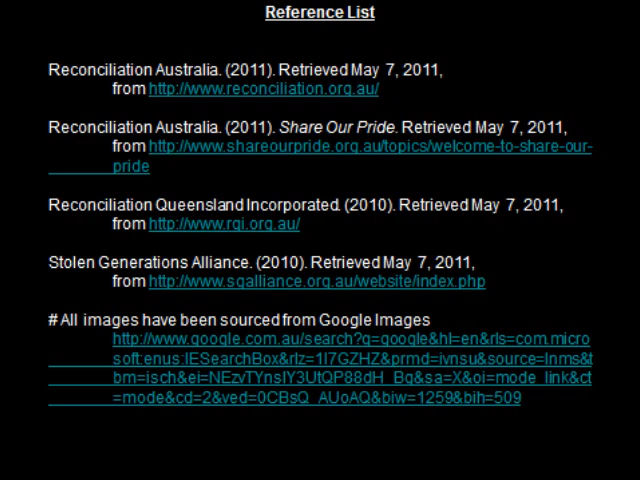 Reference List
Reconciliation Australia. (2011). Retrieved May 7, 2011,
from http://www.reconciliation.org.au/
Reconciliation Australia. (2011). Share Our Pride. Retrieved May 7, 2011,
from http://www.shareourpride.org.au/topics/welcome-to-share-our-
pride
Reconciliation Queensland Incorporated. (2010). Retrieved May 7, 2011,
from http://www.rqi.org.au/
Stolen Generations Alliance. (2010). Retrieved May 7, 2011,
from http://www.sgalliance.org.au/website/index.php
# All images have been sourced from Google Images
http://www.google.com.au/search?q=google&hl=en&rls=com.micro
soft:enus:IESearchBox&rlz=1I7GZHZ&prmd=ivnsu&source=lnms&t
bm=isch&ei=NEzvTYnsIY3UtQP88dH_Bg&sa=X&oi=mode_link&ct
=mode&cd=2&ved=0CBsQ_AUoAQ&biw=1259&bih=509